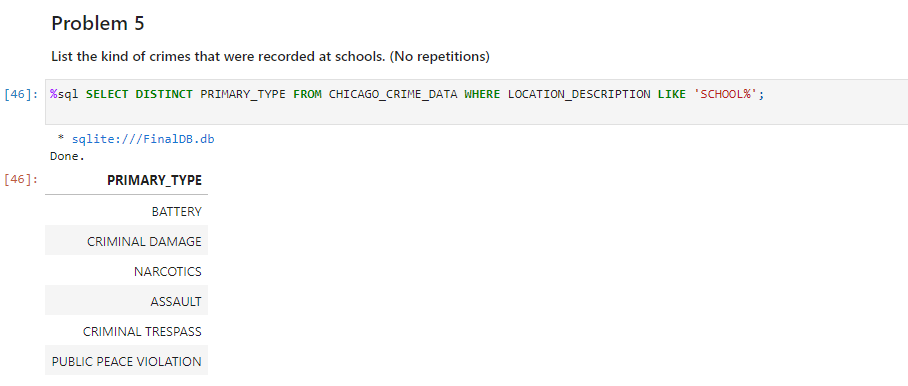 Problem 5
List the kind of crimes that were recorded at schools. (No repetitions)
[46]: %sql SELECT DISTINCT PRIMARY_TYPE FROM CHICAGO_CRIME_DATA WHERE LOCATION_DESCRIPTION LIKE 'SCHOOL%';
* sqlite:///FinalDB.db
Done.
[46]: PRIMARY_TYPE
BATTERY
CRIMINAL DAMAGE
NARCOTICS
ASSAULT
CRIMINAL TRESPASS
PUBLIC PEACE VIOLATION